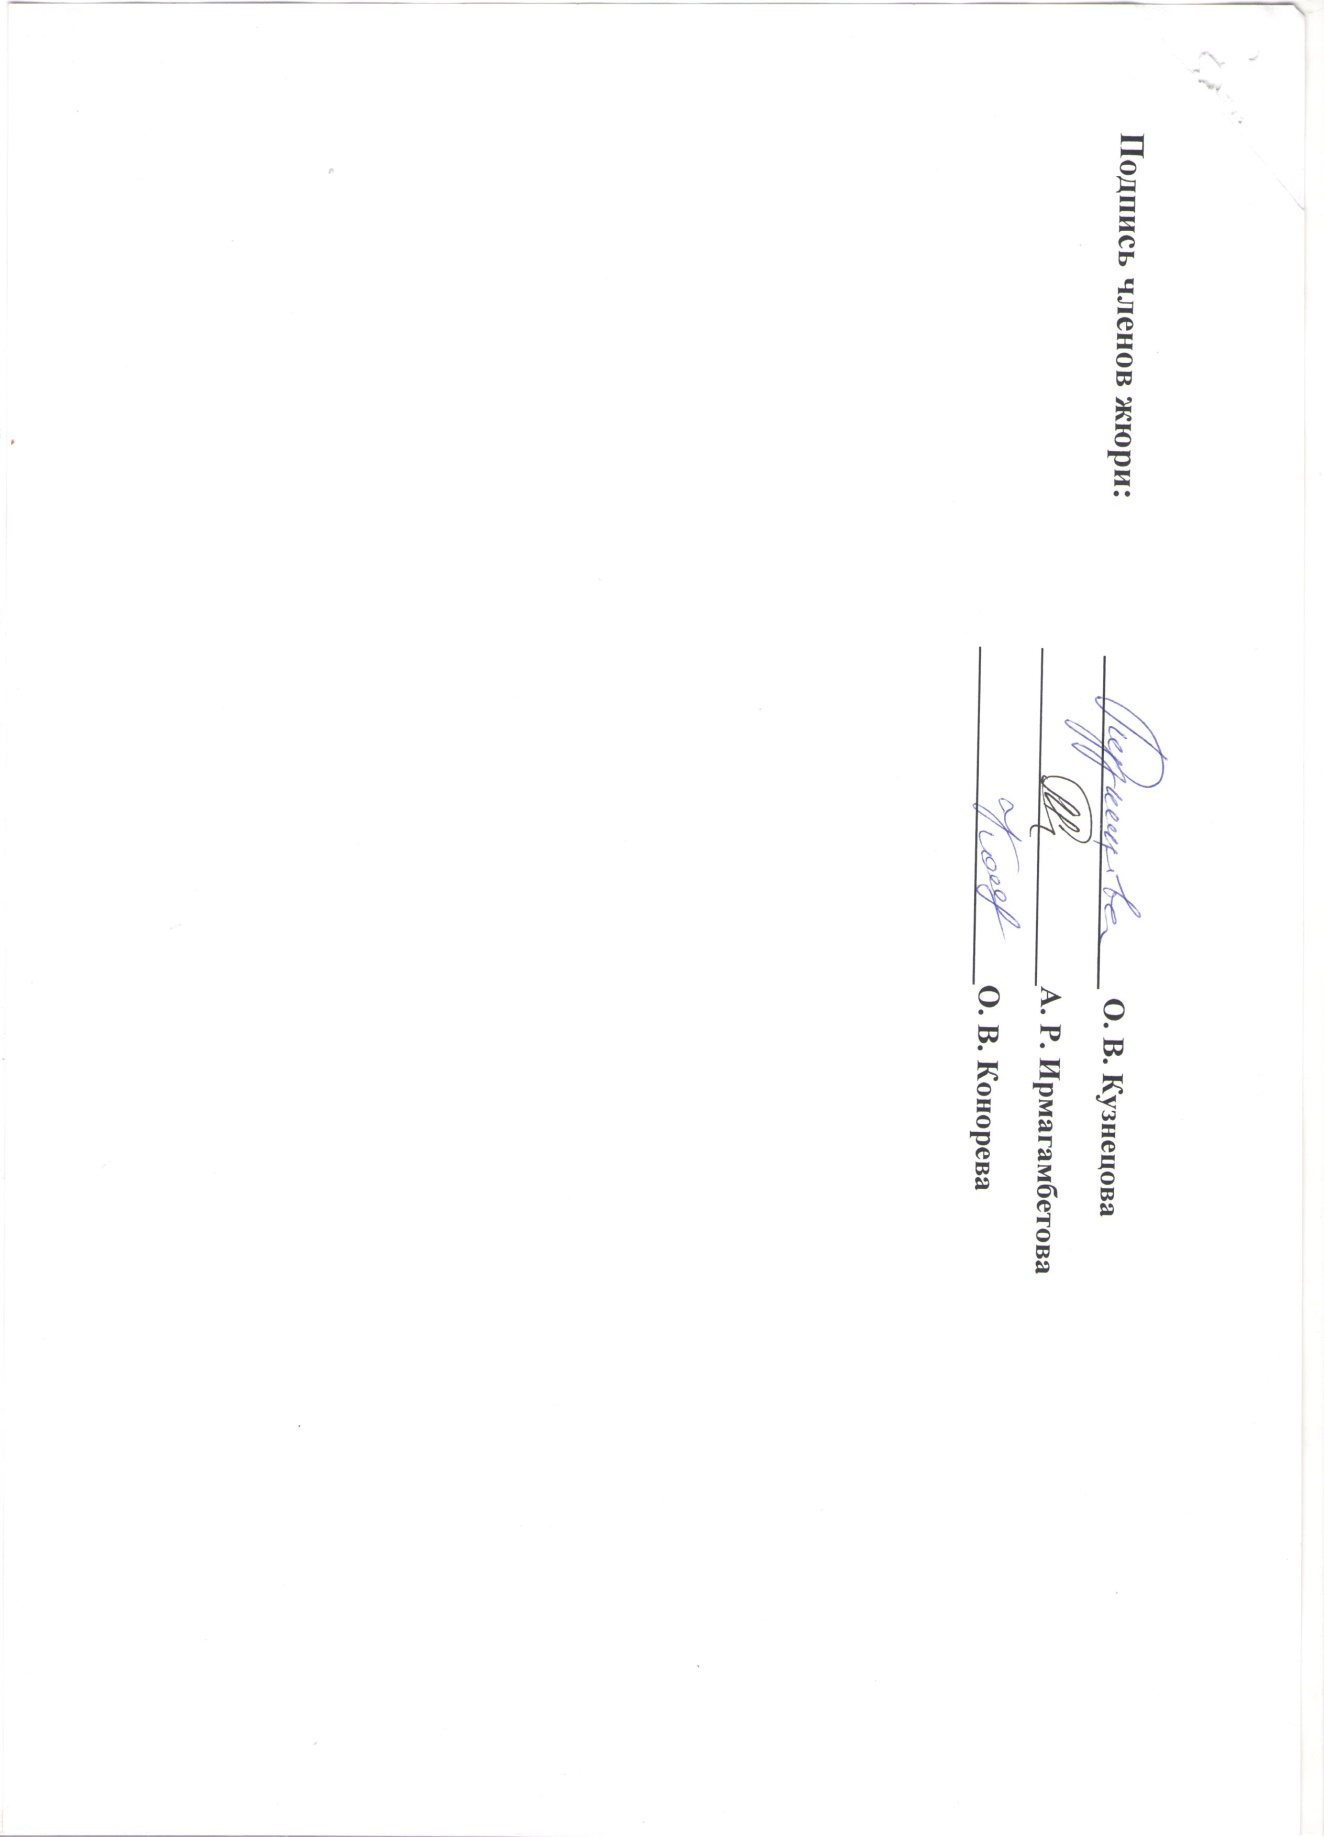 Подпись членов жюри: О. В. Кузнецова
А. Р. Ирмагамбетова
О. В. Конорева